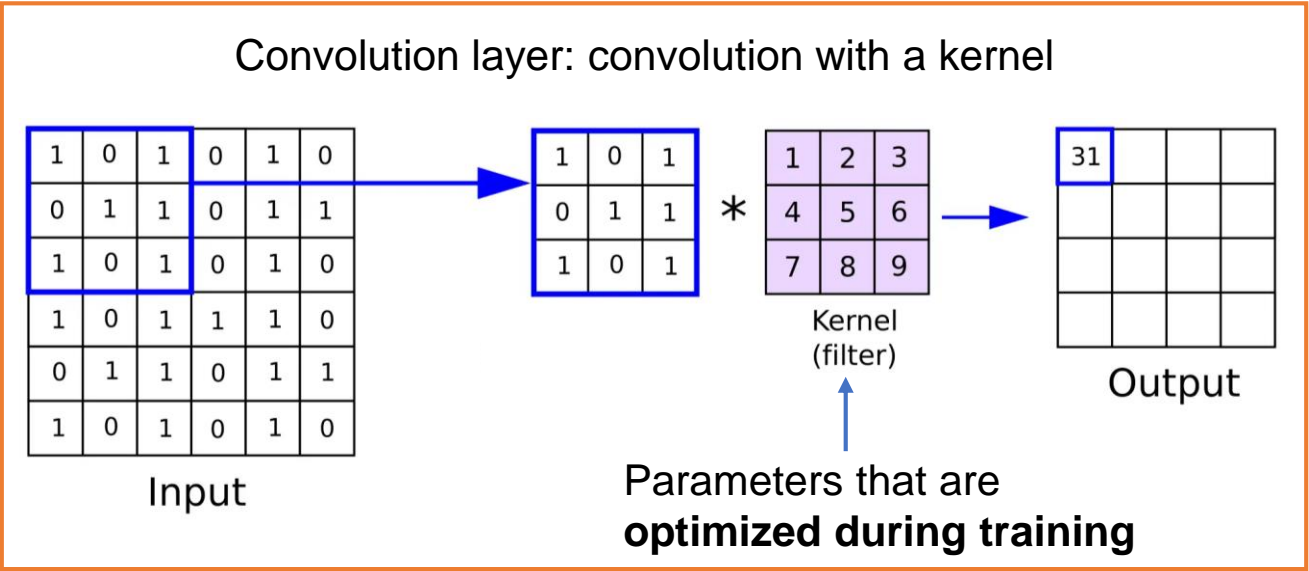 Convolution layer: convolution with a kernel
1 0 1 0 1 0
0 1 1 0 1 1
1 0 1 0 1 0
1 0 1 1 1 0
0 1 1 0 1 1
1 0 1 0 1 0
Input
1 0 1
0 1 1
1 0 1
*
1 2 3
4 5 6
7 8 9
Kernel
(filter)
31
Output
Parameters that are
optimized during training